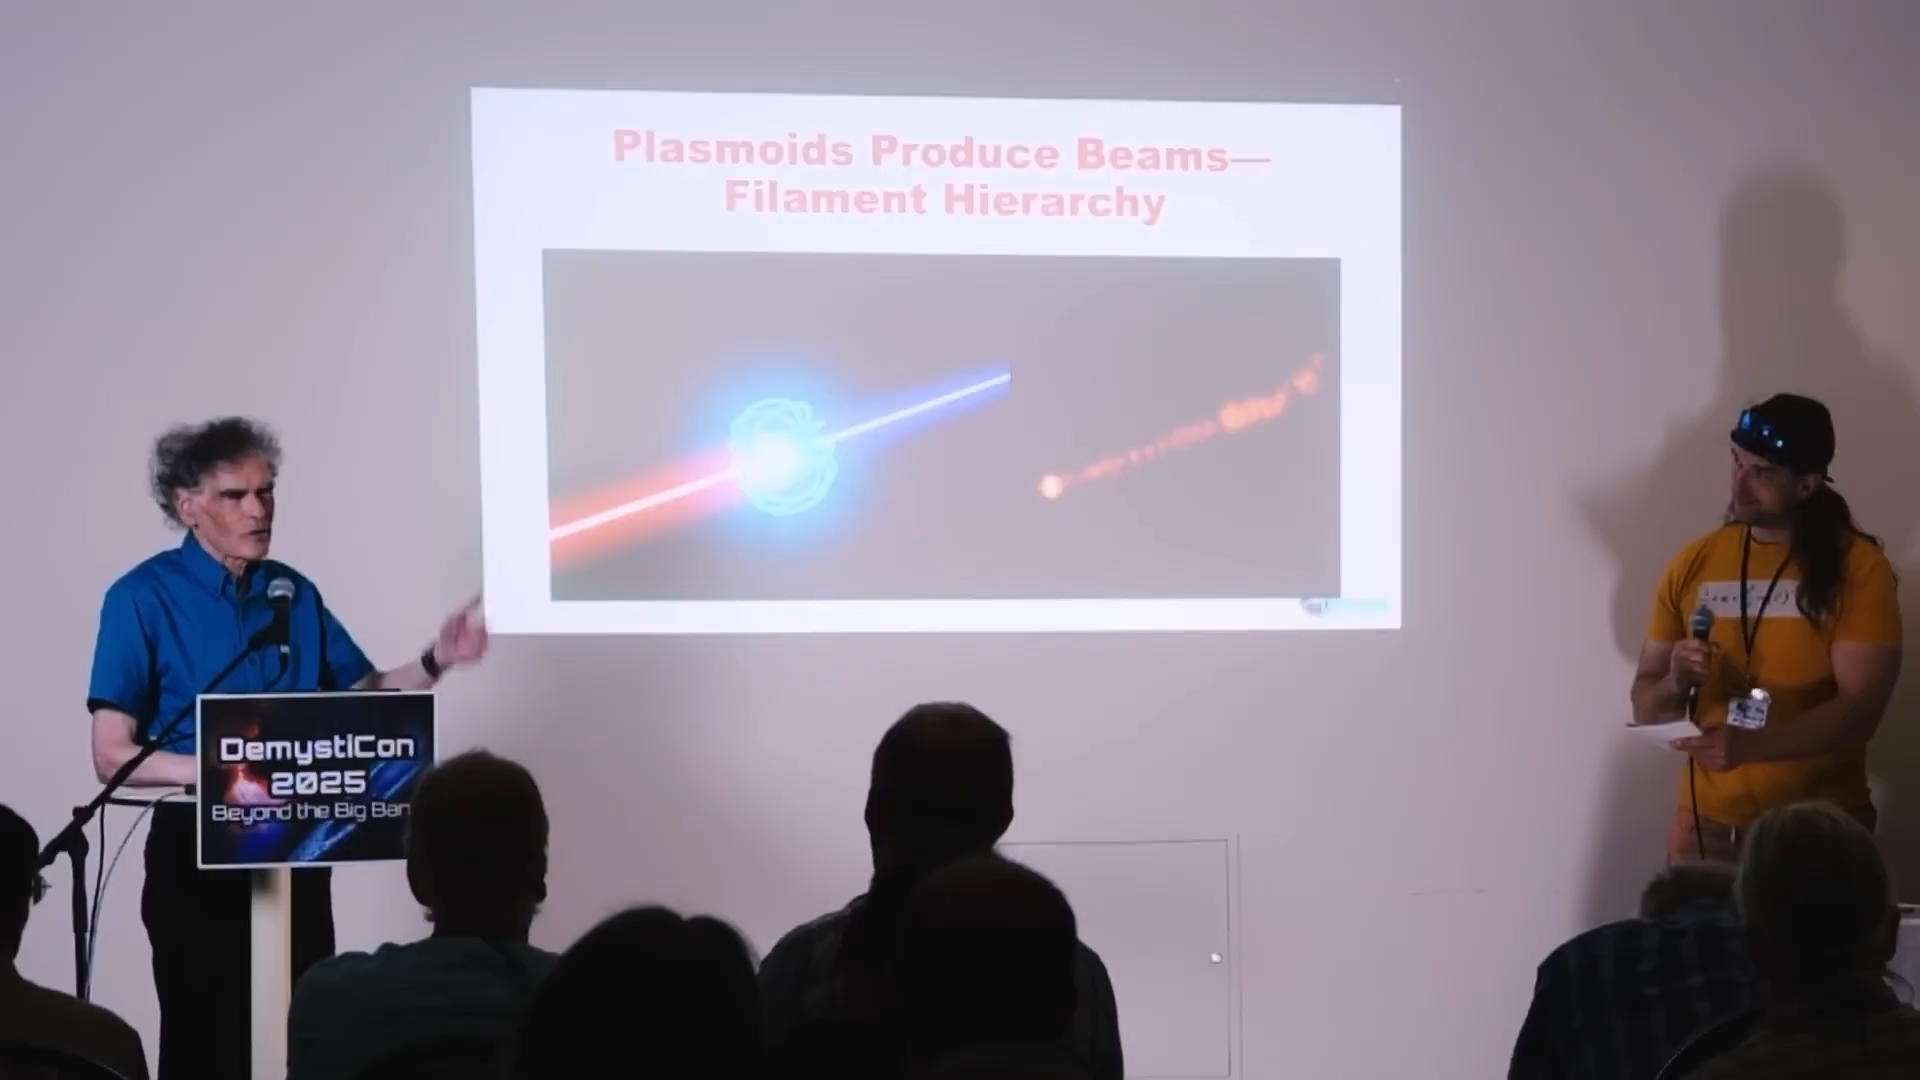 Plasmoids Produce Beams—
Filament Hierarchy
DemystiCon
2025
Beyond the Big Ban